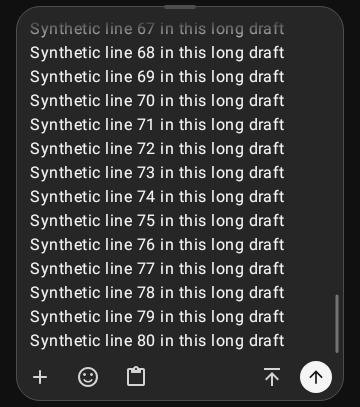 Synthetic line 67 in this long draft
Synthetic line 68 in this long draft
Synthetic line 69 in this long draft
Synthetic line 70 in this long draft
Synthetic line 71 in this long draft
Synthetic line 72 in this long draft
Synthetic line 73 in this long draft
Synthetic line 74 in this long draft
Synthetic line 75 in this long draft
Synthetic line 76 in this long draft
Synthetic line 77 in this long draft
Synthetic line 78 in this long draft
Synthetic line 79 in this long draft
Synthetic line 80 in this long draft